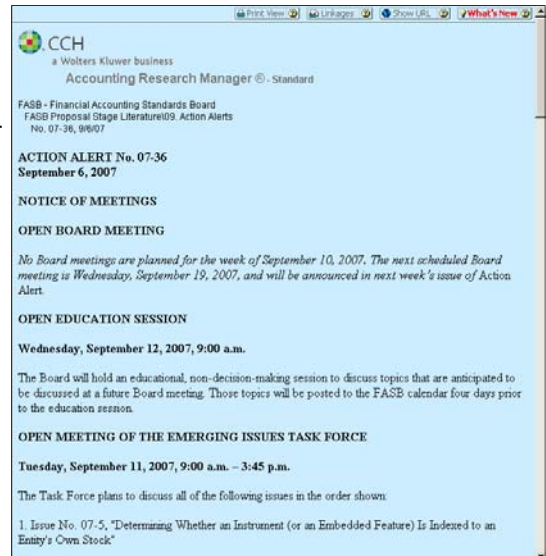 Print View Linkages Show URL What's New
CCH
a Wolters Kluwer business
Accounting Research Manager ® - Standard
FASB - Financial Accounting Standards Board
FASB Proposal Stage Literature\09. Action Alerts
No. 07-36, 9/6/07
ACTION ALERT No. 07-36
September 6, 2007
NOTICE OF MEETINGS
OPEN BOARD MEETING
No Board meetings are planned for the week of September 10, 2007. The next scheduled Board
meeting is Wednesday, September 19, 2007, and will be announced in next week's issue of Action
Alert.
OPEN EDUCATION SESSION
Wednesday, September 12, 2007, 9:00 a.m.
The Board will hold an educational, non-decision-making session to discuss topics that are anticipated to
be discussed at a future Board meeting. Those topics will be posted to the FASB calendar four days prior
to the education session.
OPEN MEETING OF THE EMERGING ISSUES TASK FORCE
Tuesday, September 11, 2007, 9:00 a.m. – 3:45 p.m.
The Task Force plans to discuss all of the following issues in the order shown:
1. Issue No. 07-5, "Determining Whether an Instrument (or an Embedded Feature) Is Indexed to an
Entity's Own Stock"